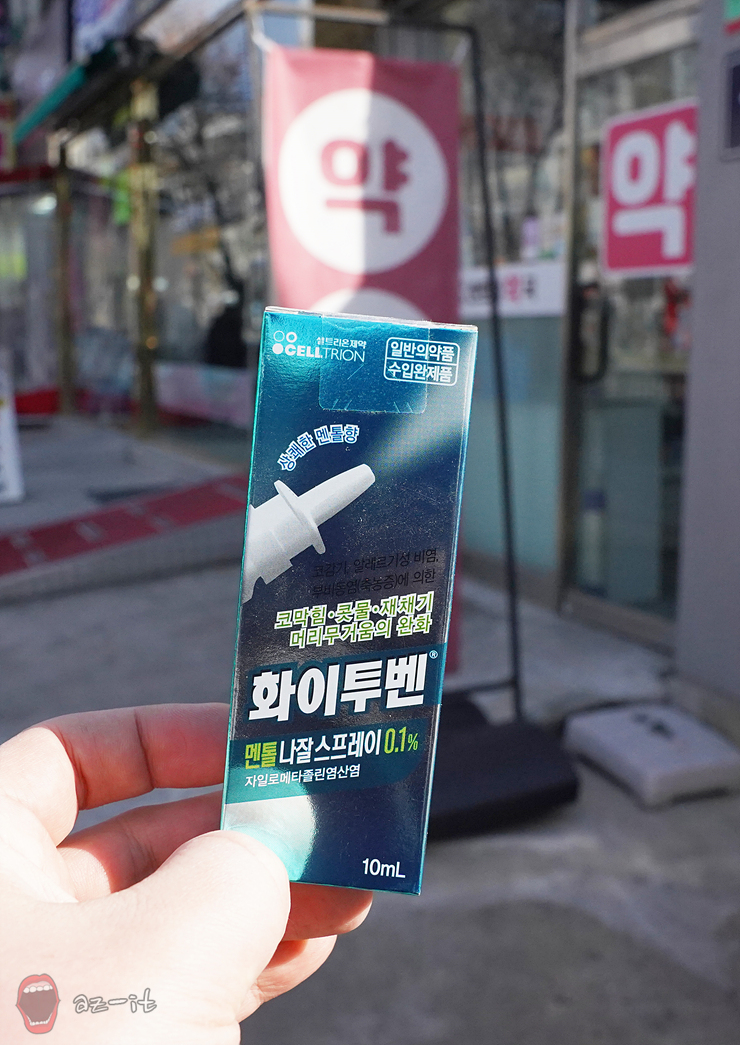 약
약
셀트리온제약
CELLTRION
일반의약품
수입완제품
상쾌한 멘톨향
코감기, 알레르기성 비염,
부비동염(축농증)에 의한
코막힘·콧물·재채기
머리무거움의 완화
화이투벤®
멘톨 나잘스프레이 0.1%
자일로메타졸린염산염
10mL
az-it